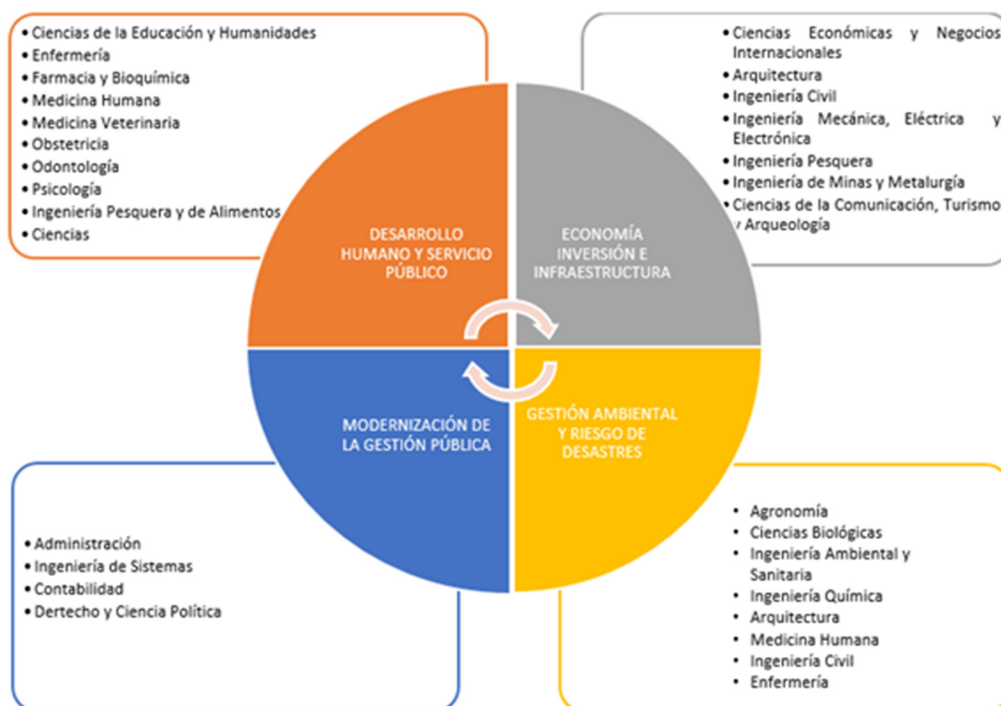 • Ciencias de la Educación y Humanidades
• Enfermería
• Farmacia y Bioquímica
• Medicina Humana
• Medicina Veterinaria
• Obstetricia
• Odontología
• Psicología
• Ingeniería Pesquera y de Alimentos
• Ciencias
• Ciencias Económicas y Negocios
Internacionales
• Arquitectura
• Ingeniería Civil
• Ingeniería Mecánica, Eléctrica y
Electrónica
• Ingeniería Pesquera
• Ingeniería de Minas y Metalurgía
• Ciencias de la Comunicación, Turismo
y Arqueología
DESARROLLO
HUMANO Y SERVICIO
PÚBLICO
ECONOMÍA
INVERSIÓN E
INFRAESTRUCTURA
MODERNIZACIÓN DE
LA GESTIÓN PÚBLICA
GESTIÓN AMBIENTAL
Y RIESGO DE
DESASTRES
• Administración
• Ingeniería de Sistemas
• Contabilidad
• Dertecho y Ciencia Política
• Agronomía
• Ciencias Biológicas
• Ingeniería Ambiental y
Sanitaria
• Ingeniería Química
• Arquitectura
• Medicina Humana
• Ingeniería Civil
• Enfermería